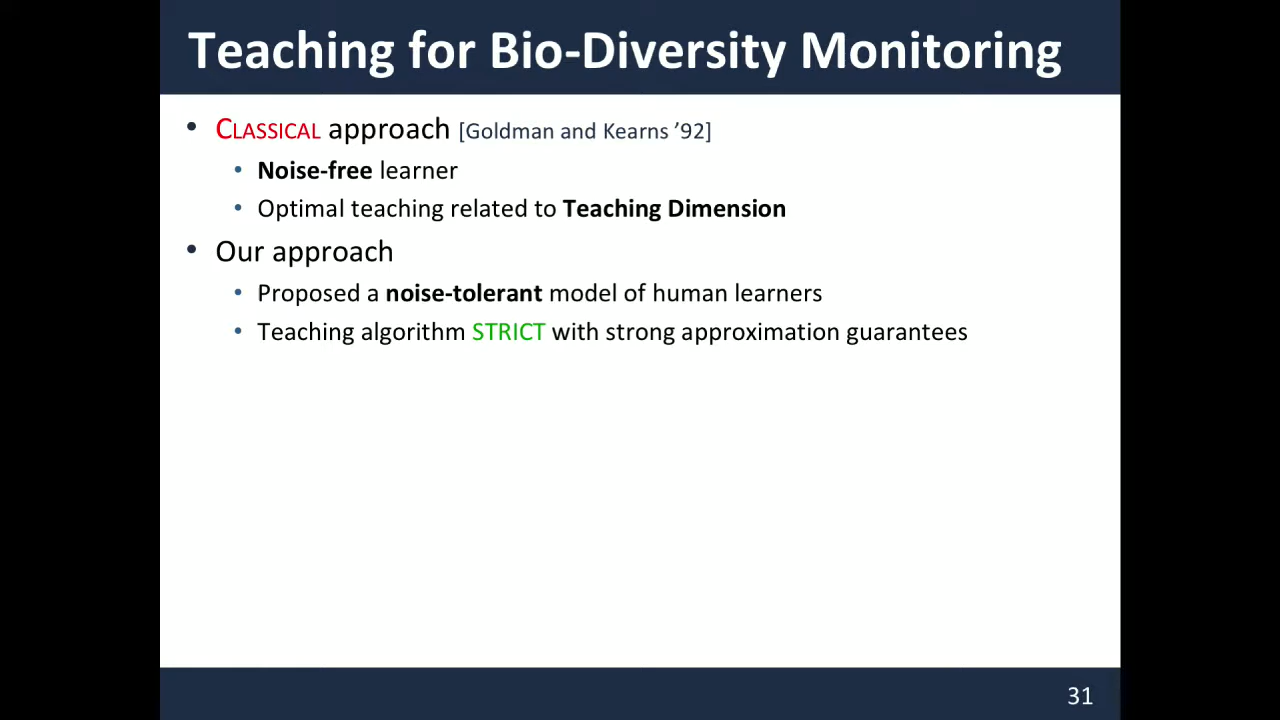 Teaching for Bio-Diversity Monitoring
• CLASSICAL approach [Goldman and Kearns ’92]
• Noise-free learner
• Optimal teaching related to Teaching Dimension
• Our approach
• Proposed a noise-tolerant model of human learners
• Teaching algorithm STRICT with strong approximation guarantees
31